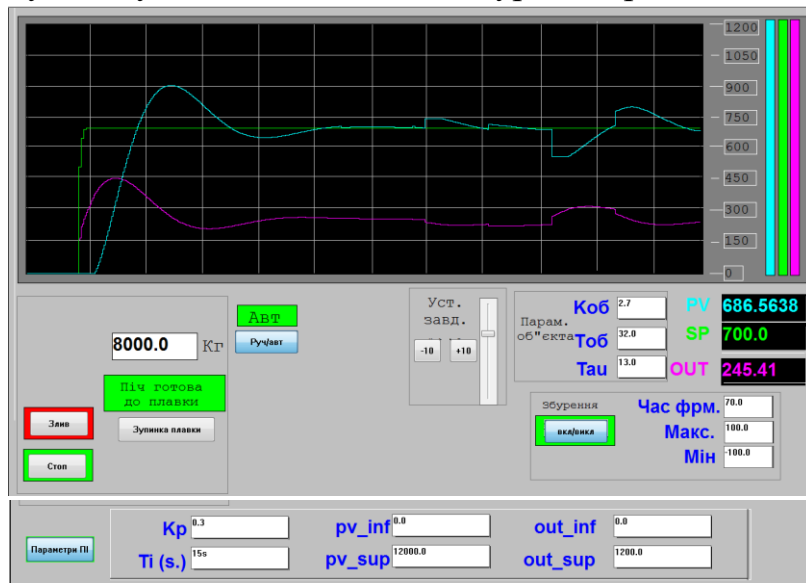 1200
1050
900
750
600
450
300
150
0
Авт
Руч/авт
8000.0 Кг
Піч готова
до плавки
Злив
Зупинка плавки
Стоп
Уст.
завд.
-10 +10
Парам.
об"єкта
Коб 2.7
Тоб 32.0
Tau 13.0
PV 686.5638
SP 700.0
OUT 245.41
Збурення
вкл/викл
Час фрм. 70.0
Макс. 100.0
Мін -100.0
Параметри ПІ
Kp 0.3
pv_inf 0.0
out_inf 0.0
Ti (s.) 15s
pv_sup 12000.0
out_sup 1200.0